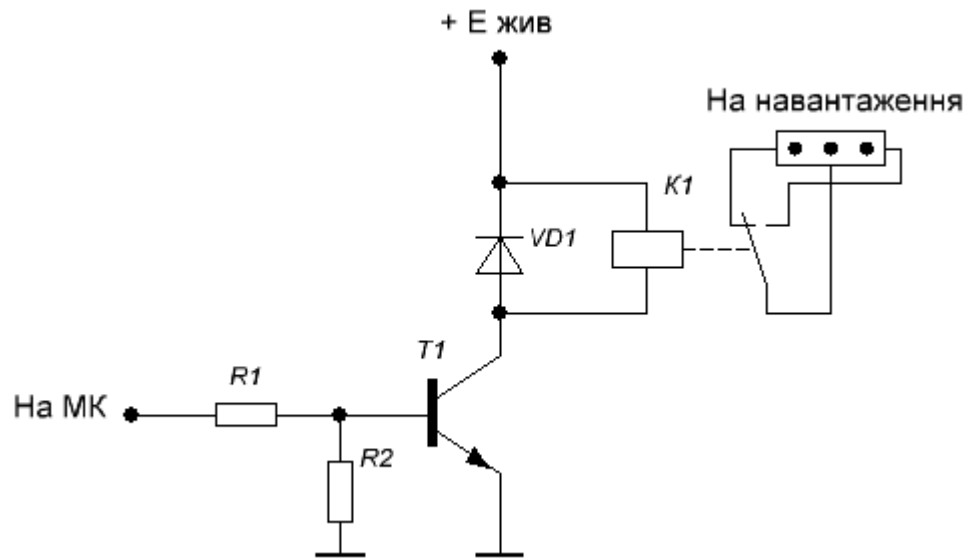 + Е жив
На навантаження
K1
VD1
T1
R1
На МК
R2